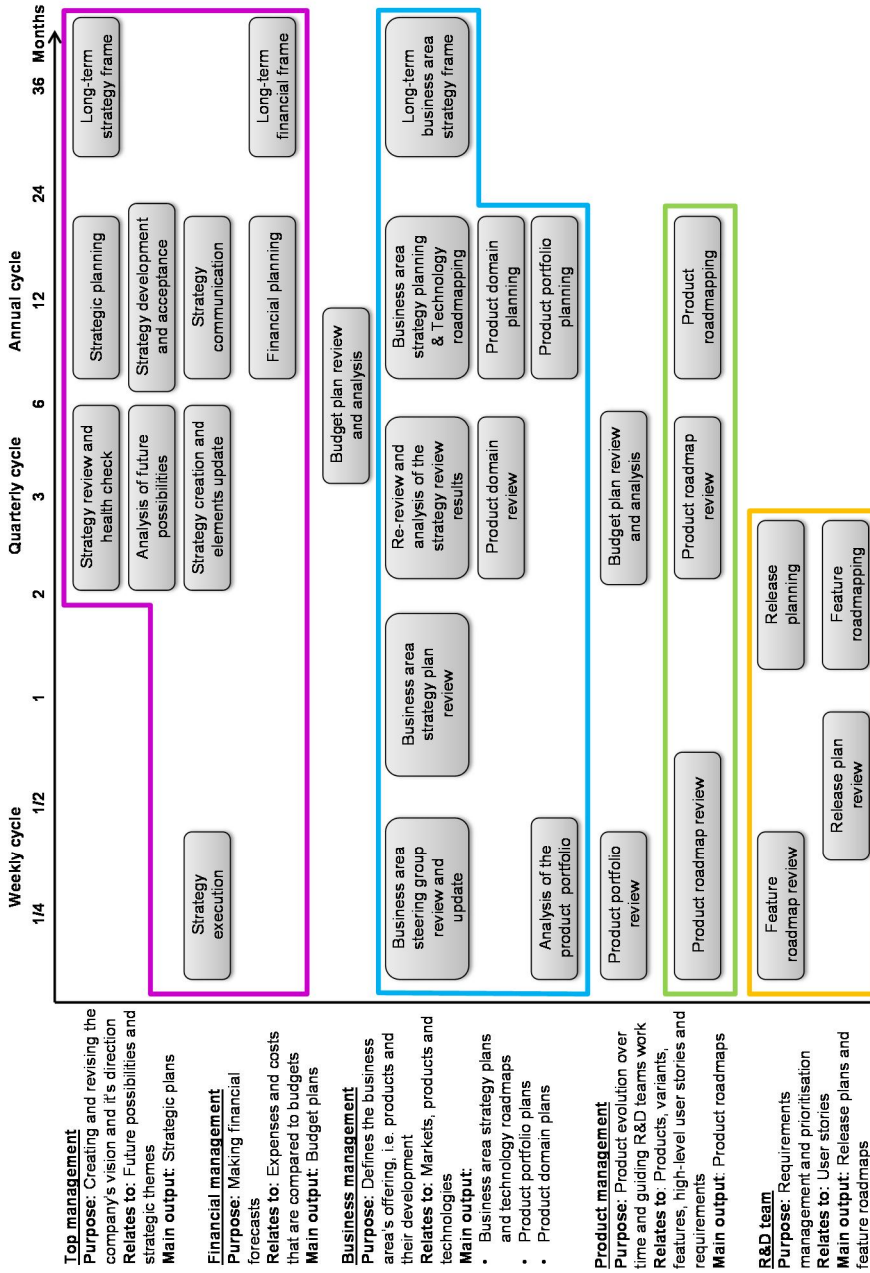 Weekly cycle
Quarterly cycle
Annual cycle
1/4
1/2
1
2
3
6
12
24
36
Months
Top management
Purpose: Creating and revising the
company's vision and it's direction
Relates to: Future possibilities and
strategic themes
Main output: Strategic plans
Strategy review and
health check
Strategic planning
Long-term
strategy frame
Analysis of future
possibilities
Strategy development
and acceptance
Strategy
execution
Strategy creation and
elements update
Strategy
communication
Financial management
Purpose: Making financial
forecasts
Relates to: Expenses and costs
that are compared to budgets
Main output: Budget plans
Financial planning
Long-term
financial frame
Budget plan review
and analysis
Business management
Purpose: Defines the business
area's offering, i.e. products and
their development
Relates to: Markets, products and
technologies
Main output:
• Business area strategy plans
and technology roadmaps
• Product portfolio plans
• Product domain plans
Business area
steering group
review and
update
Business area
strategy plan
review
Re-review and
analysis of the
strategy review
results
Business area
strategy planning
& Technology
roadmapping
Long-term
business area
strategy frame
Product domain
review
Product domain
planning
Analysis of the
product portfolio
Product portfolio
planning
Product portfolio
review
Budget plan review
and analysis
Product management
Purpose: Product evolution over
time and guiding R&D teams work
Relates to: Products, variants,
features, high-level user stories and
requirements
Main output: Product roadmaps
Product roadmap review
Product roadmap
review
Product
roadmapping
R&D team
Purpose: Requirements
management and prioritisation
Relates to: User stories
Main output: Release plans and
feature roadmaps
Feature
roadmap review
Release
planning
Release plan
review
Feature
roadmapping